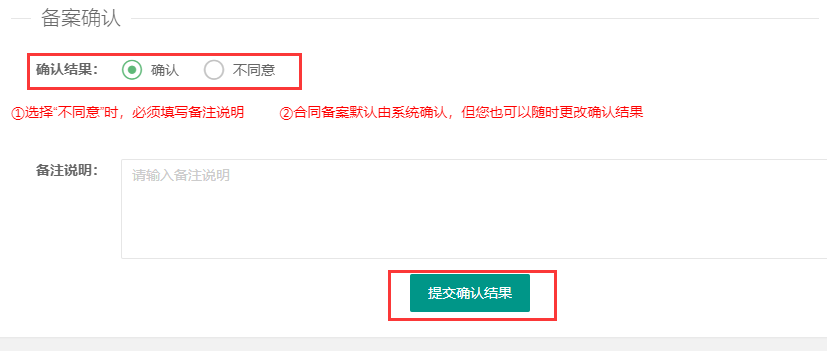 备案确认
确认结果： 确认 不同意
①选择“不同意”时，必须填写备注说明 ②合同备案默认由系统确认，但您也可以随时更改确认结果
备注说明： 请输入备注说明
提交确认结果